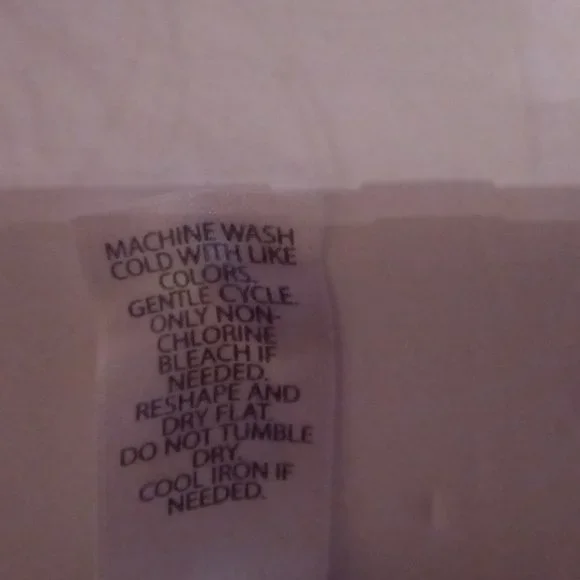 MACHINE WASH
COLD WITH LIKE
COLORS.
GENTLE CYCLE.
ONLY NON-
CHLORINE
BLEACH IF
NEEDED.
RESHAPE AND
DRY FLAT.
DO NOT TUMBLE
DRY.
COOL IRON IF
NEEDED.